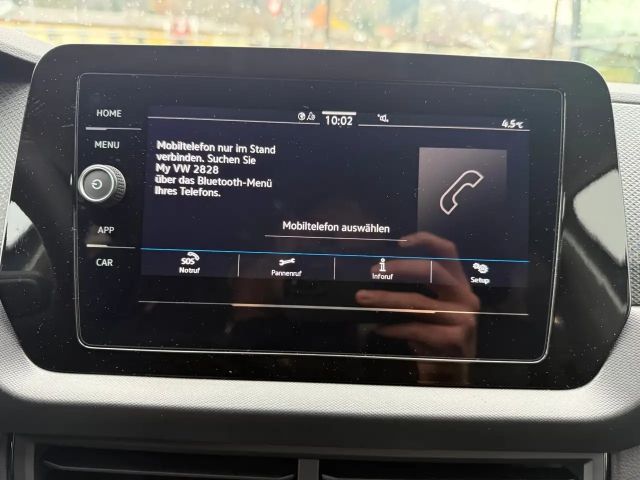 HOME
MENU
APP
CAR
10:02
4.5°C
Mobiltelefon nur im Stand
verbinden. Suchen Sie
My VW 2828
über das Bluetooth-Menü
Ihres Telefons.
Mobiltelefon auswählen
SOS
Notruf
Pannenruf
Inforuf
Setup